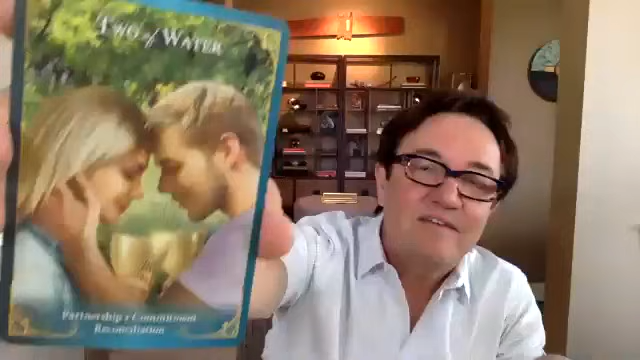 Two of Water
Partnership • Commitment
Reconciliation